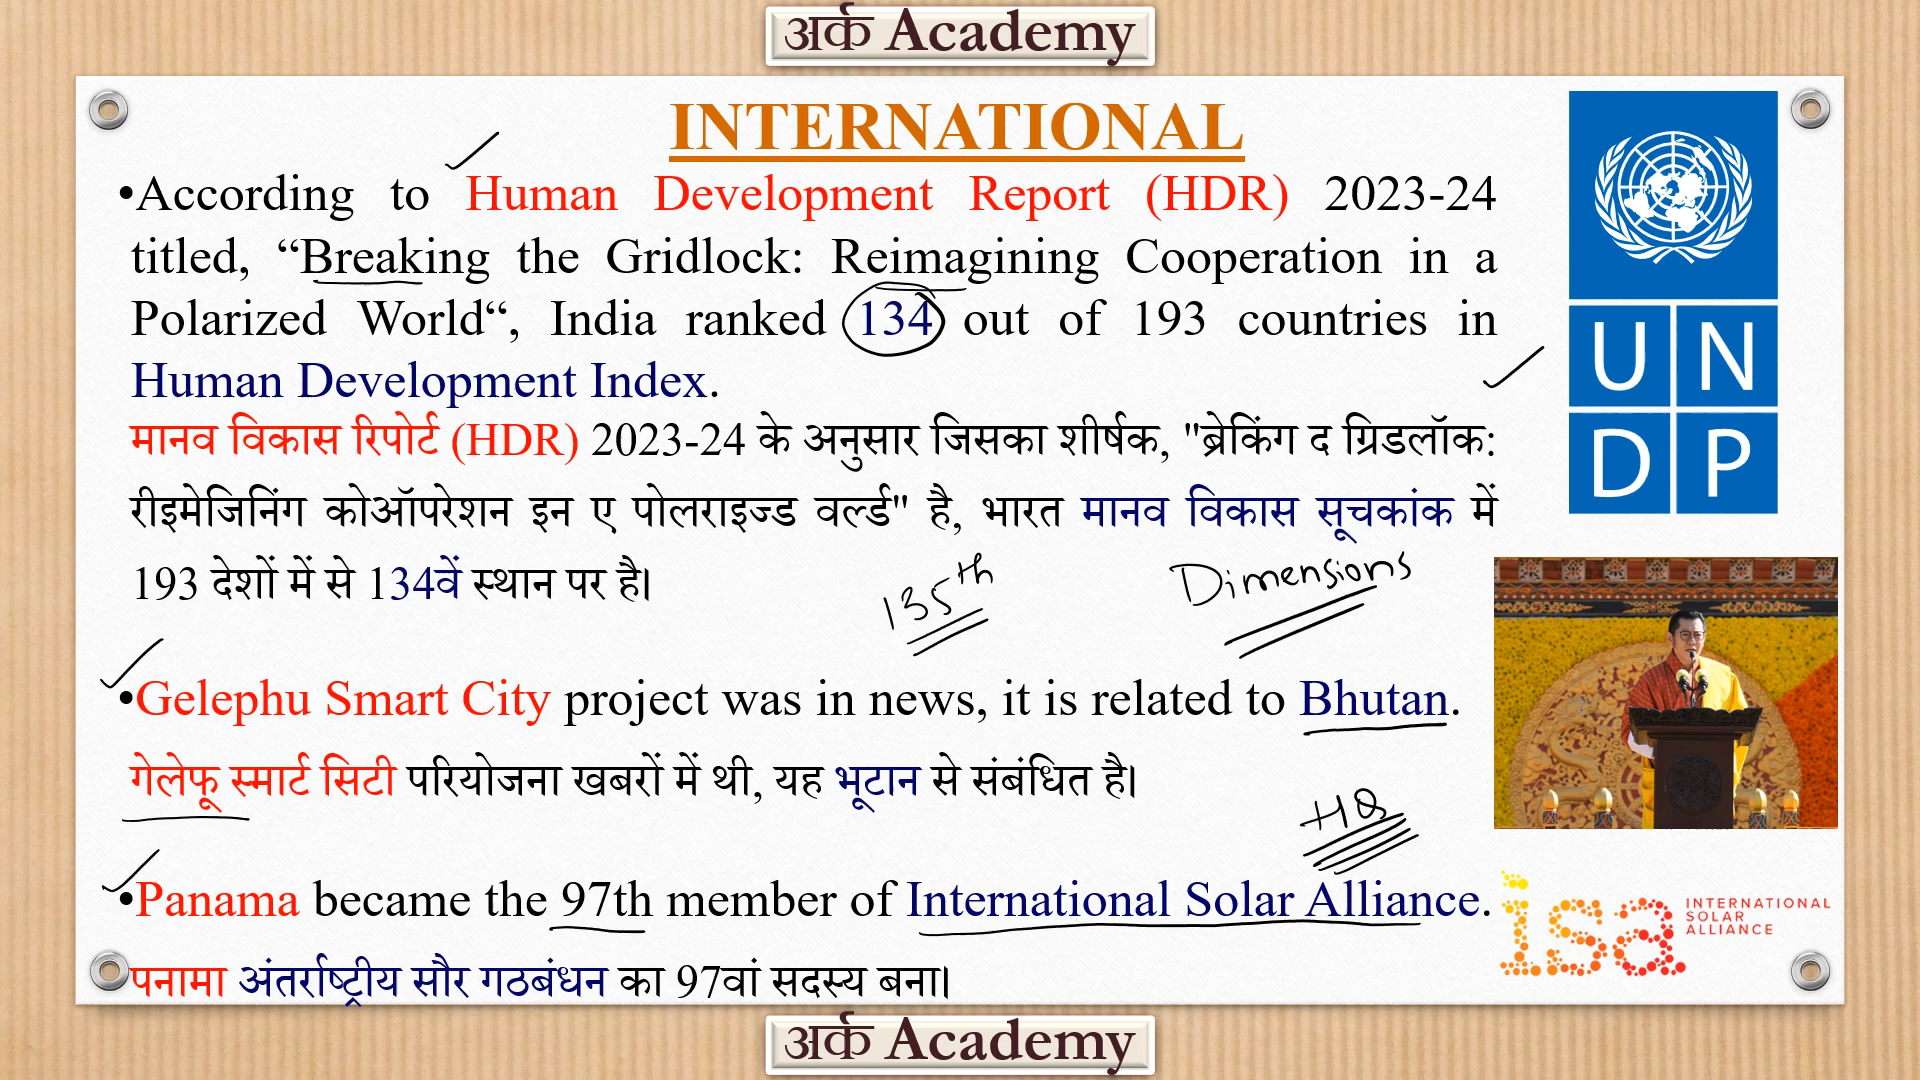 अर्क Academy
INTERNATIONAL
•According to Human Development Report (HDR) 2023-24
titled, “Breaking the Gridlock: Reimagining Cooperation in a
Polarized World“, India ranked 134 out of 193 countries in
Human Development Index.
मानव विकास रिपोर्ट (HDR) 2023-24 के अनुसार जिसका शीर्षक, "ब्रेकिंग द ग्रिडलॉक:
रीइमेजिनिंग कोऑपरेशन इन ए पोलराइज्ड वर्ल्ड" है, भारत मानव विकास सूचकांक में
193 देशों में से 134वें स्थान पर है।
135th
Dimensions
•Gelephu Smart City project was in news, it is related to Bhutan.
गेलेफू स्मार्ट सिटी परियोजना खबरों में थी, यह भूटान से संबंधित है।
HQ
•Panama became the 97th member of International Solar Alliance.
पनामा अंतर्राष्ट्रीय सौर गठबंधन का 97वां सदस्य बना।
U N
D P
isa
INTERNATIONAL
SOLAR
ALLIANCE
अर्क Academy